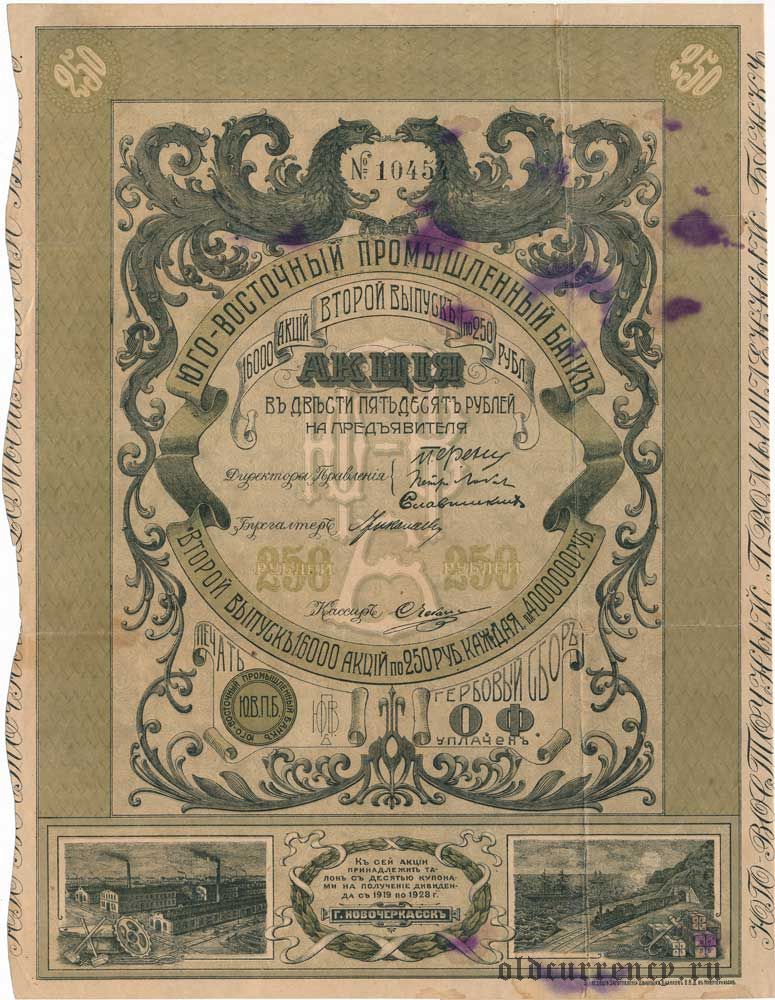 250
250
№ 10454
ЮГО-ВОСТОЧНЫЙ ПРОМЫШЛЕННЫЙ БАНКЪ
ВТОРОЙ ВЫПУСКЪ
16000 АКЦІЙ по 250 РУБЛ.
АКЦІЯ
ВЪ ДВѢСТИ ПЯТЬДЕСЯТЪ РУБЛЕЙ
НА ПРЕДЪЯВИТЕЛЯ
Директоры Правленія
Бухгалтеръ
250 250
РУБЛЕЙ РУБЛЕЙ
Кассиръ
ВТОРОЙ ВЫПУСКЪ 16000 АКЦІЙ по 250 РУБ. КАЖДАЯ, на 4000000 РУБ.
ПЕЧАТЬ
ЮГО-ВОСТОЧНЫЙ ПРОМЫШЛЕННЫЙ БАНКЪ
Ю.В.П.Б.
ГЕРБОВЫЙ СБОРЪ
О Ф
УПЛАЧЕНЪ
КЪ СЕЙ АКЦІИ
ПРИНАДЛЕЖИТЪ ТА-
ЛОНЪ СЪ ДЕСЯТЬЮ КУПОНА-
МИ НА ПОЛУЧЕНІЕ ДИВИДЕН-
ДА СЪ 1919 ПО 1928 Г.
Г. НОВОЧЕРКАССКЪ
ЮГО-ВОСТОЧНЫЙ ПРОМЫШЛЕННЫЙ БАНКЪ
oldcurrency.ru